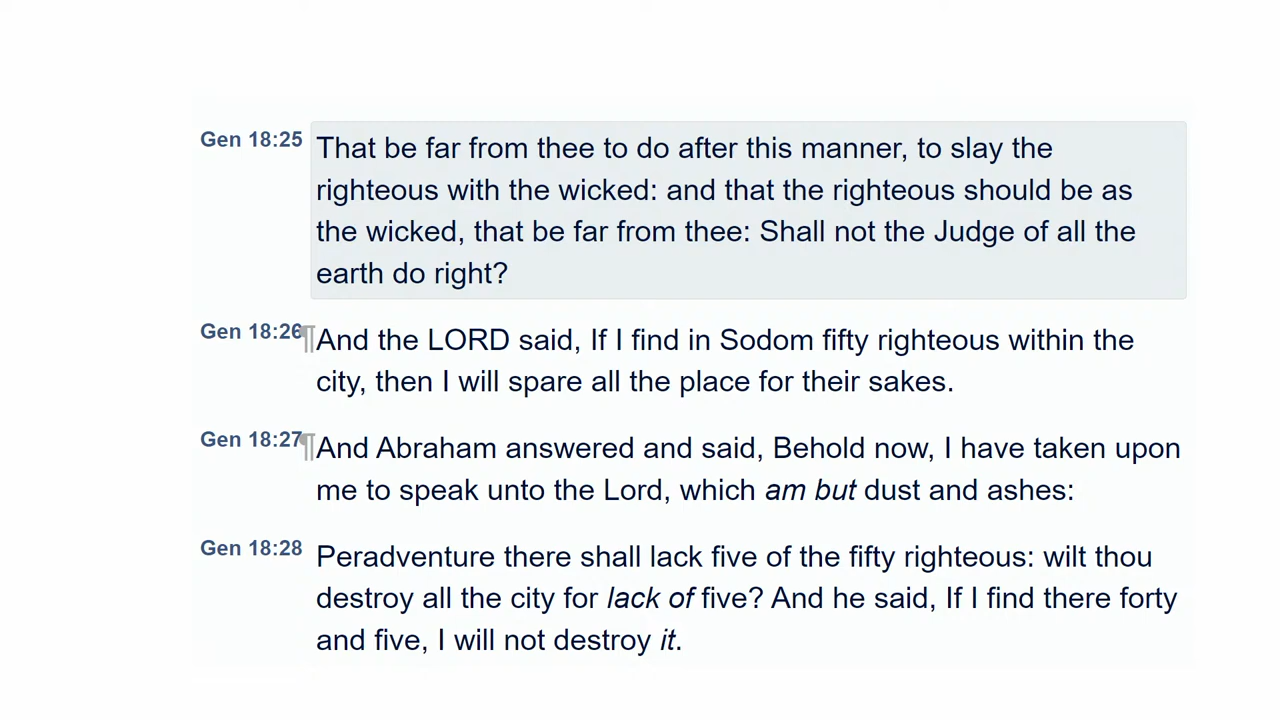 Gen 18:25 That be far from thee to do after this manner, to slay the
righteous with the wicked: and that the righteous should be as
the wicked, that be far from thee: Shall not the Judge of all the
earth do right?
Gen 18:26 ¶And the LORD said, If I find in Sodom fifty righteous within the
city, then I will spare all the place for their sakes.
Gen 18:27 ¶And Abraham answered and said, Behold now, I have taken upon
me to speak unto the Lord, which am but dust and ashes:
Gen 18:28 Peradventure there shall lack five of the fifty righteous: wilt thou
destroy all the city for lack of five? And he said, If I find there forty
and five, I will not destroy it.